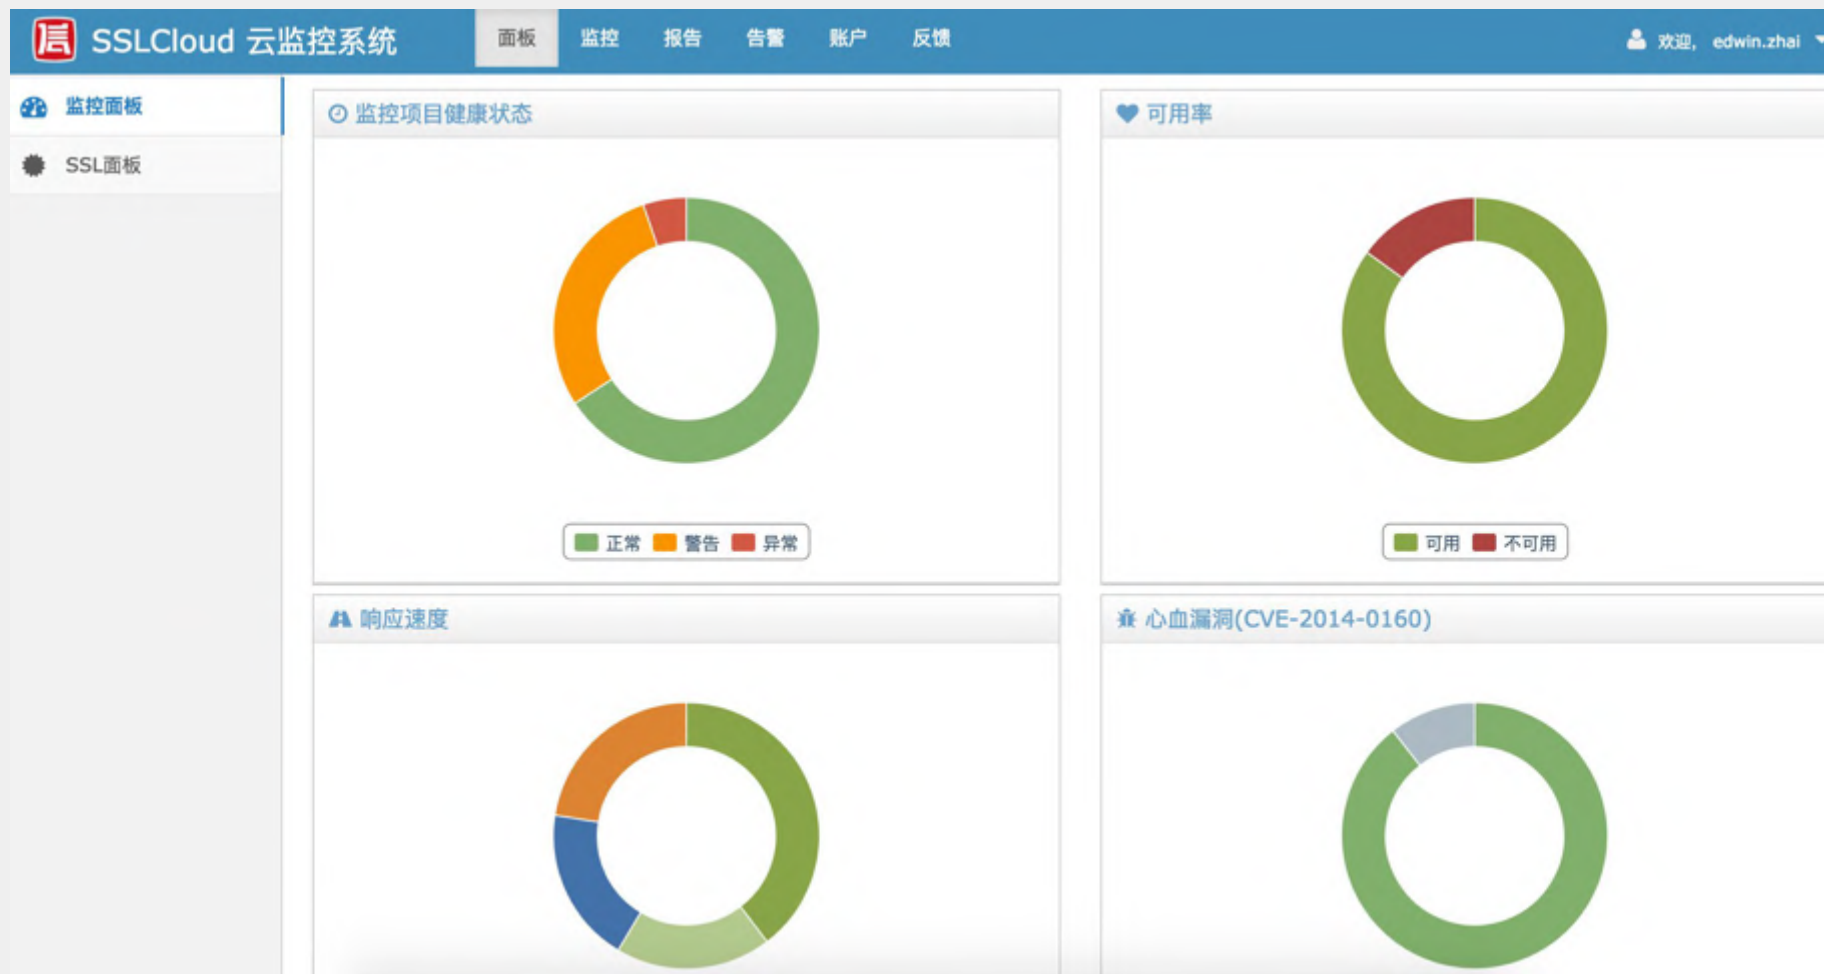 信
SSLCloud 云监控系统
面板 监控 报告 告警 账户 反馈
欢迎, edwin.zhai
监控面板
SSL面板
监控项目健康状态
正常 警告 异常
可用率
可用 不可用
响应速度
心血漏洞(CVE-2014-0160)